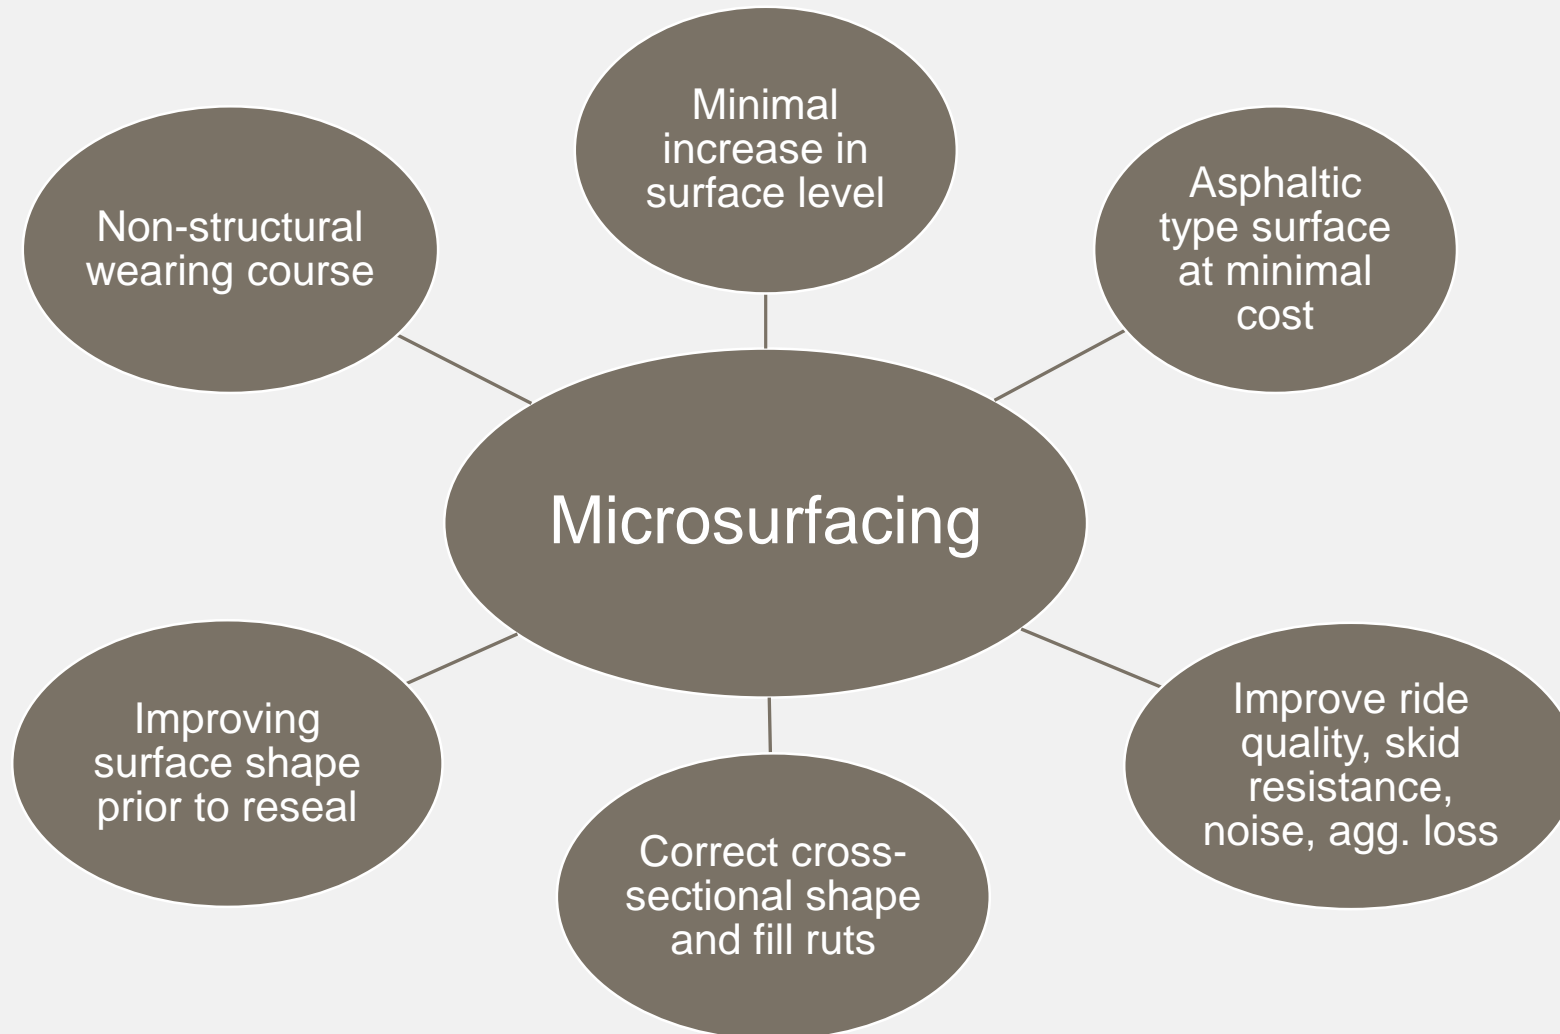 Minimal
increase in
surface level
Non-structural
wearing course
Asphaltic
type surface
at minimal
cost
Microsurfacing
Improving
surface shape
prior to reseal
Correct cross-
sectional shape
and fill ruts
Improve ride
quality, skid
resistance,
noise, agg. loss